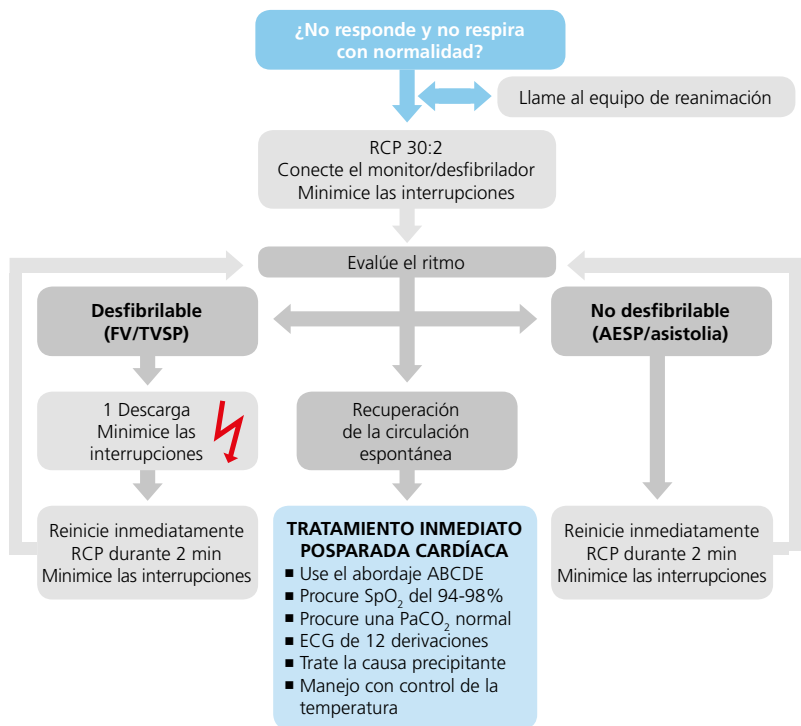 ¿No responde y no respira
con normalidad?
Llame al equipo de reanimación
RCP 30:2
Conecte el monitor/desfibrilador
Minimice las interrupciones
Evalúe el ritmo
Desfibrilable
(FV/TVSP)
No desfibrilable
(AESP/asistolia)
1 Descarga
Minimice las
interrupciones
Recuperación
de la circulación
espontánea
Reinicie inmediatamente
RCP durante 2 min
Minimice las interrupciones
TRATAMIENTO INMEDIATO
POSPARADA CARDÍACA
■ Use el abordaje ABCDE
■ Procure SpO₂ del 94-98%
■ Procure una PaCO₂ normal
■ ECG de 12 derivaciones
■ Trate la causa precipitante
■ Manejo con control de la
temperatura
Reinicie inmediatamente
RCP durante 2 min
Minimice las interrupciones